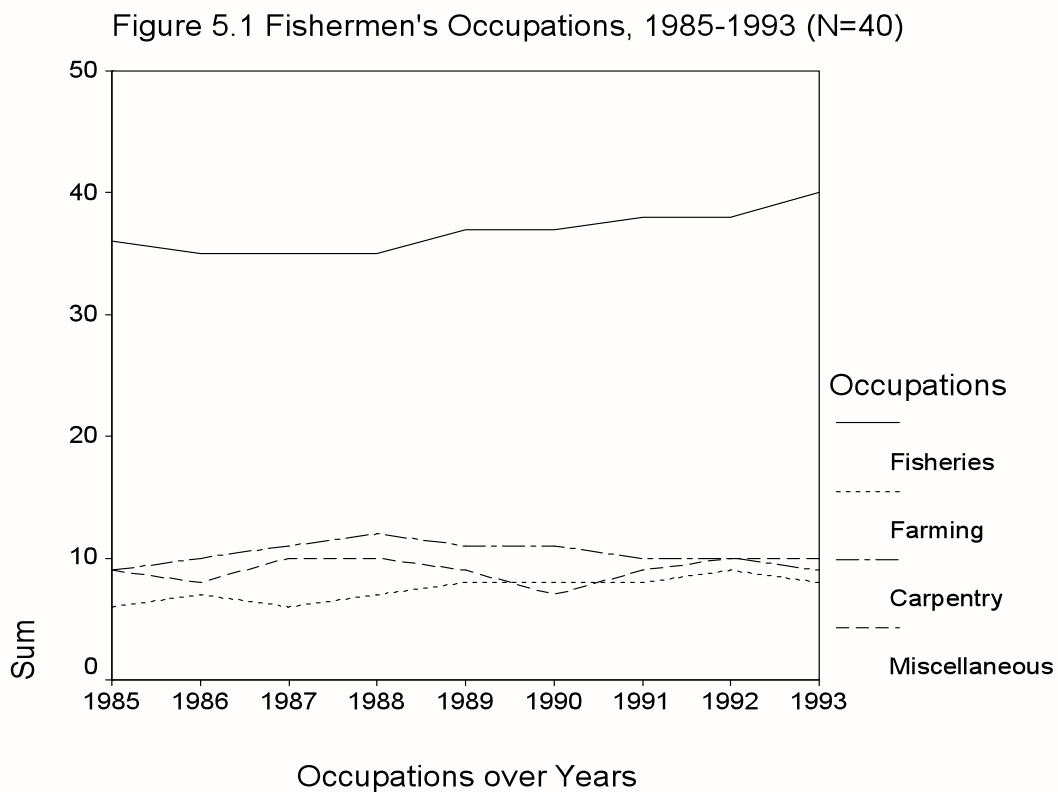 Figure 5.1 Fishermen's Occupations, 1985-1993 (N=40)
50
40
30
20
10
0
Sum
1985 1986 1987 1988 1989 1990 1991 1992 1993
Occupations over Years
Occupations
Fisheries
Farming
Carpentry
Miscellaneous